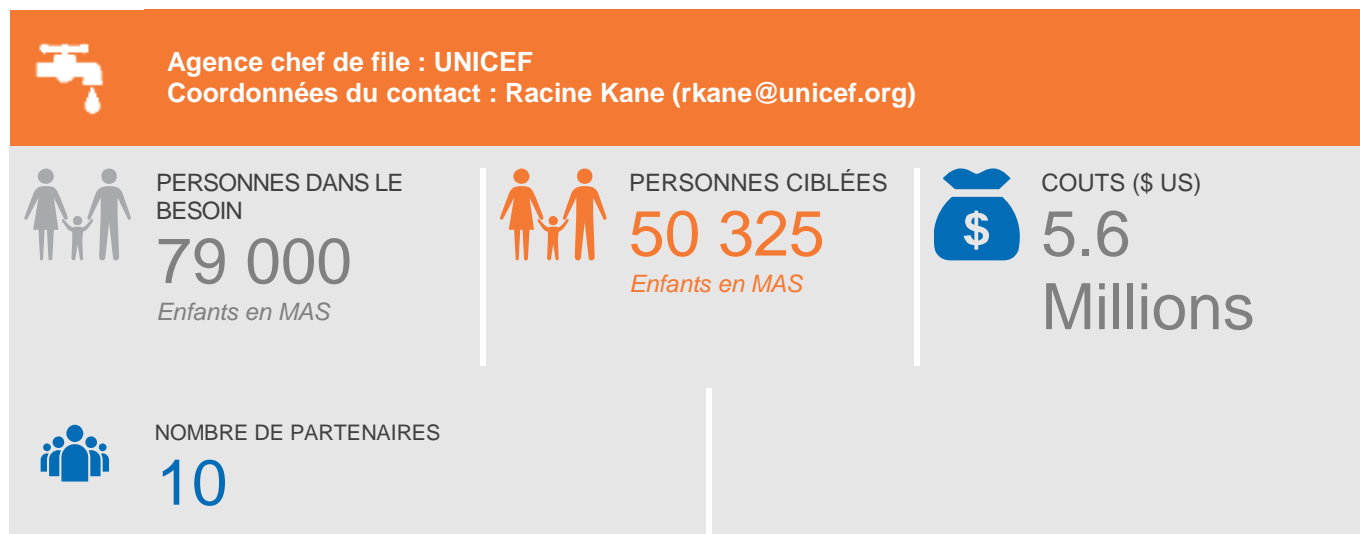 Agence chef de file : UNICEF
Coordonnées du contact : Racine Kane (rkane@unicef.org)
PERSONNES DANS LE
BESOIN
79 000
Enfants en MAS
PERSONNES CIBLÉES
50 325
Enfants en MAS
$
COUTS ($ US)
5.6
Millions
NOMBRE DE PARTENAIRES
10